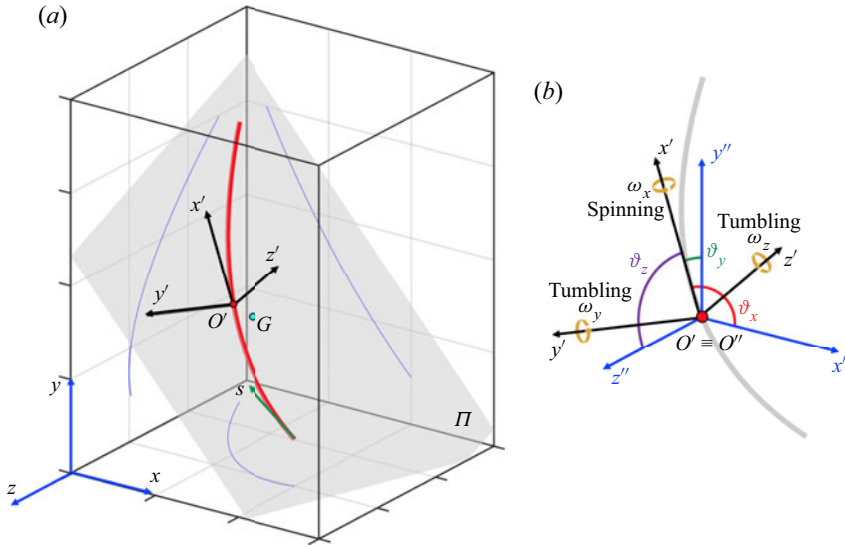 (a)
x′
z′
y′
O′
G
y
s
Π
x
z
(b)
x′
y″
ω_x
Spinning
Tumbling
ω_z
z′
ϑ_z
ϑ_y
Tumbling
ω_y
ϑ_x
y′
O′ ≡ O″
x″
z″